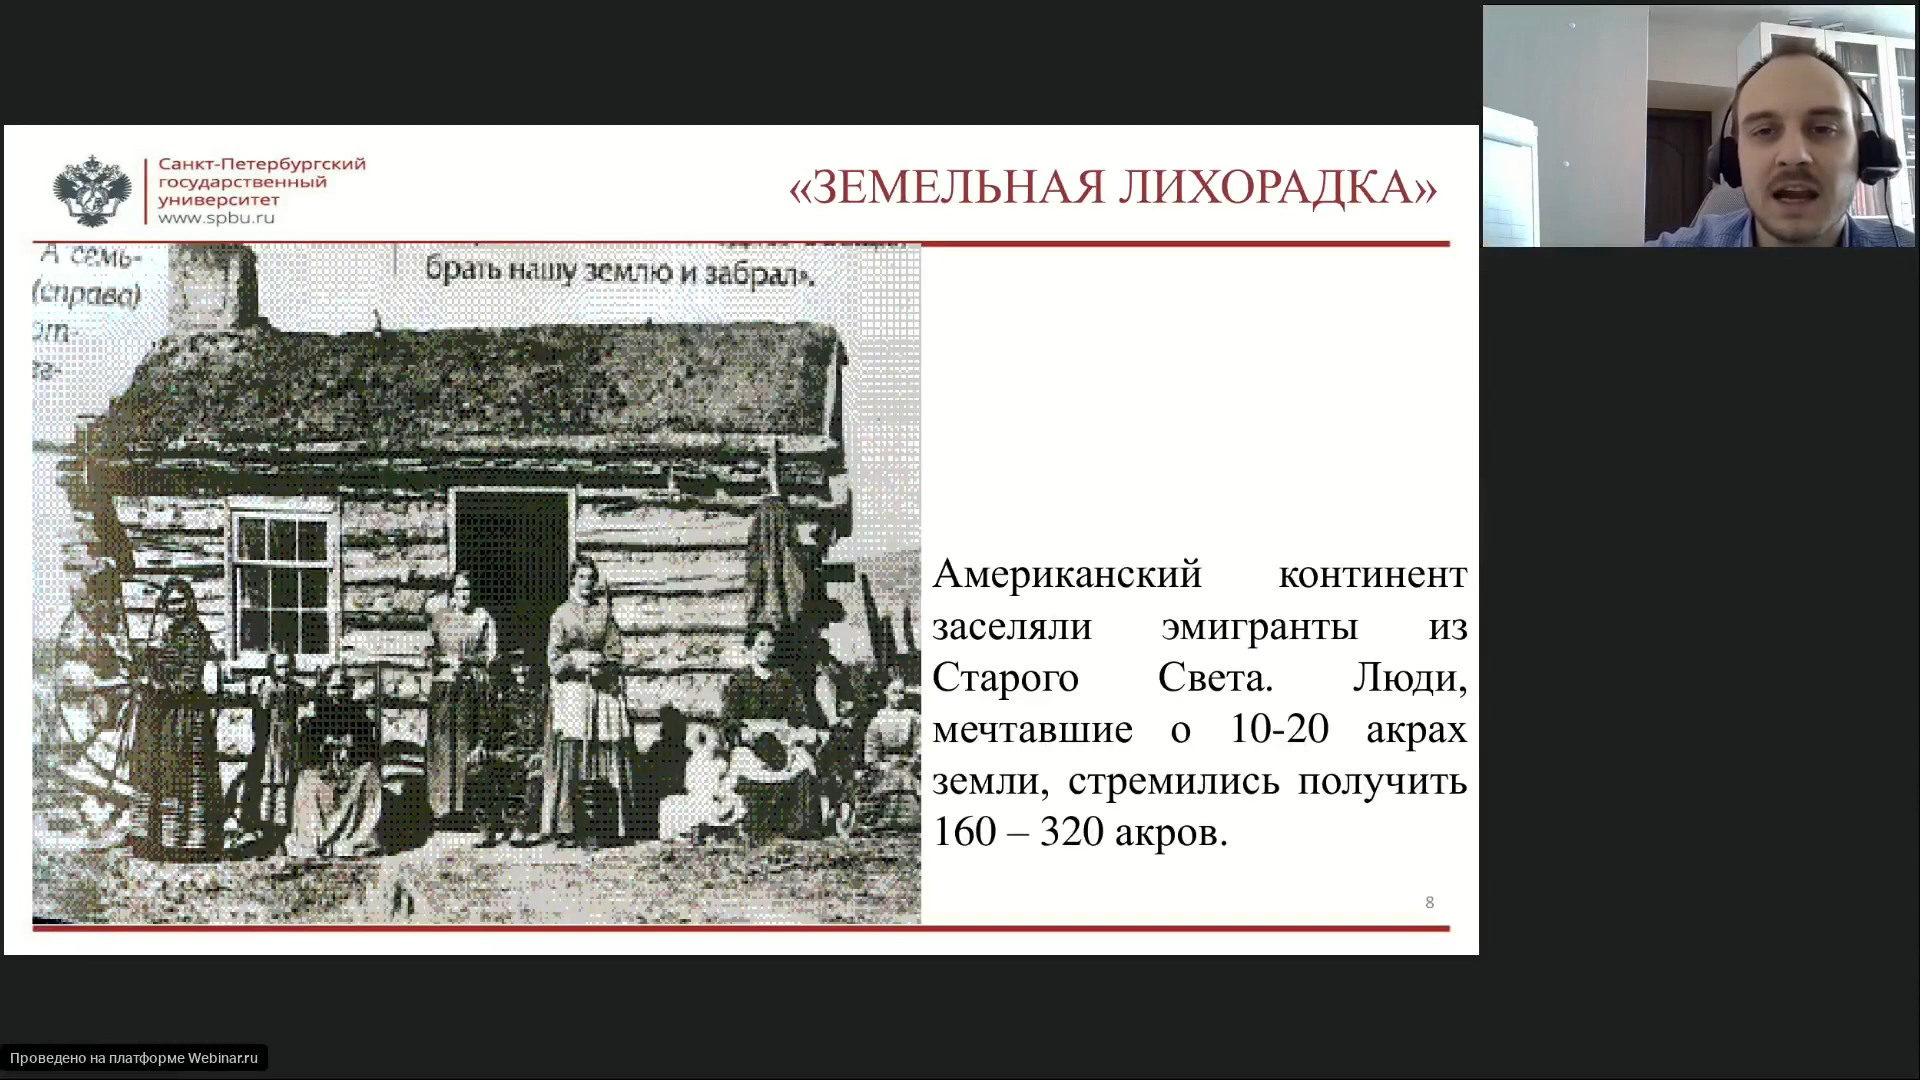 Санкт-Петербургский
государственный
университет
www.spbu.ru
«ЗЕМЕЛЬНАЯ ЛИХОРАДКА»
А семь-
(справа)
брать нашу землю и забрал».
Американский континент
заселяли эмигранты из
Старого Света. Люди,
мечтавшие о 10-20 акрах
земли, стремились получить
160 – 320 акров.
8
Проведено на платформе Webinar.ru